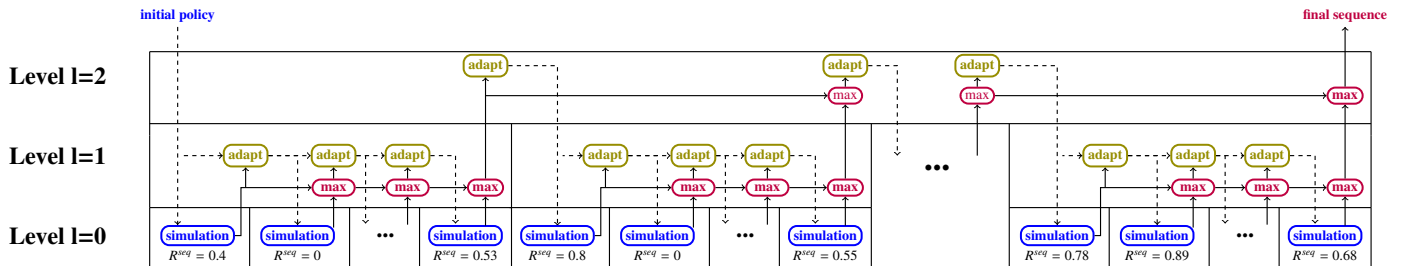 initial policy final sequence
Level l=2 adapt adapt adapt
max max max
Level l=1 adapt adapt adapt adapt adapt adapt ... adapt adapt adapt
max max max max max max max max max
Level l=0 simulation simulation ... simulation simulation simulation ... simulation simulation simulation ... simulation
R^seq = 0.4 R^seq = 0 R^seq = 0.53 R^seq = 0.8 R^seq = 0 R^seq = 0.55 R^seq = 0.78 R^seq = 0.89 R^seq = 0.68